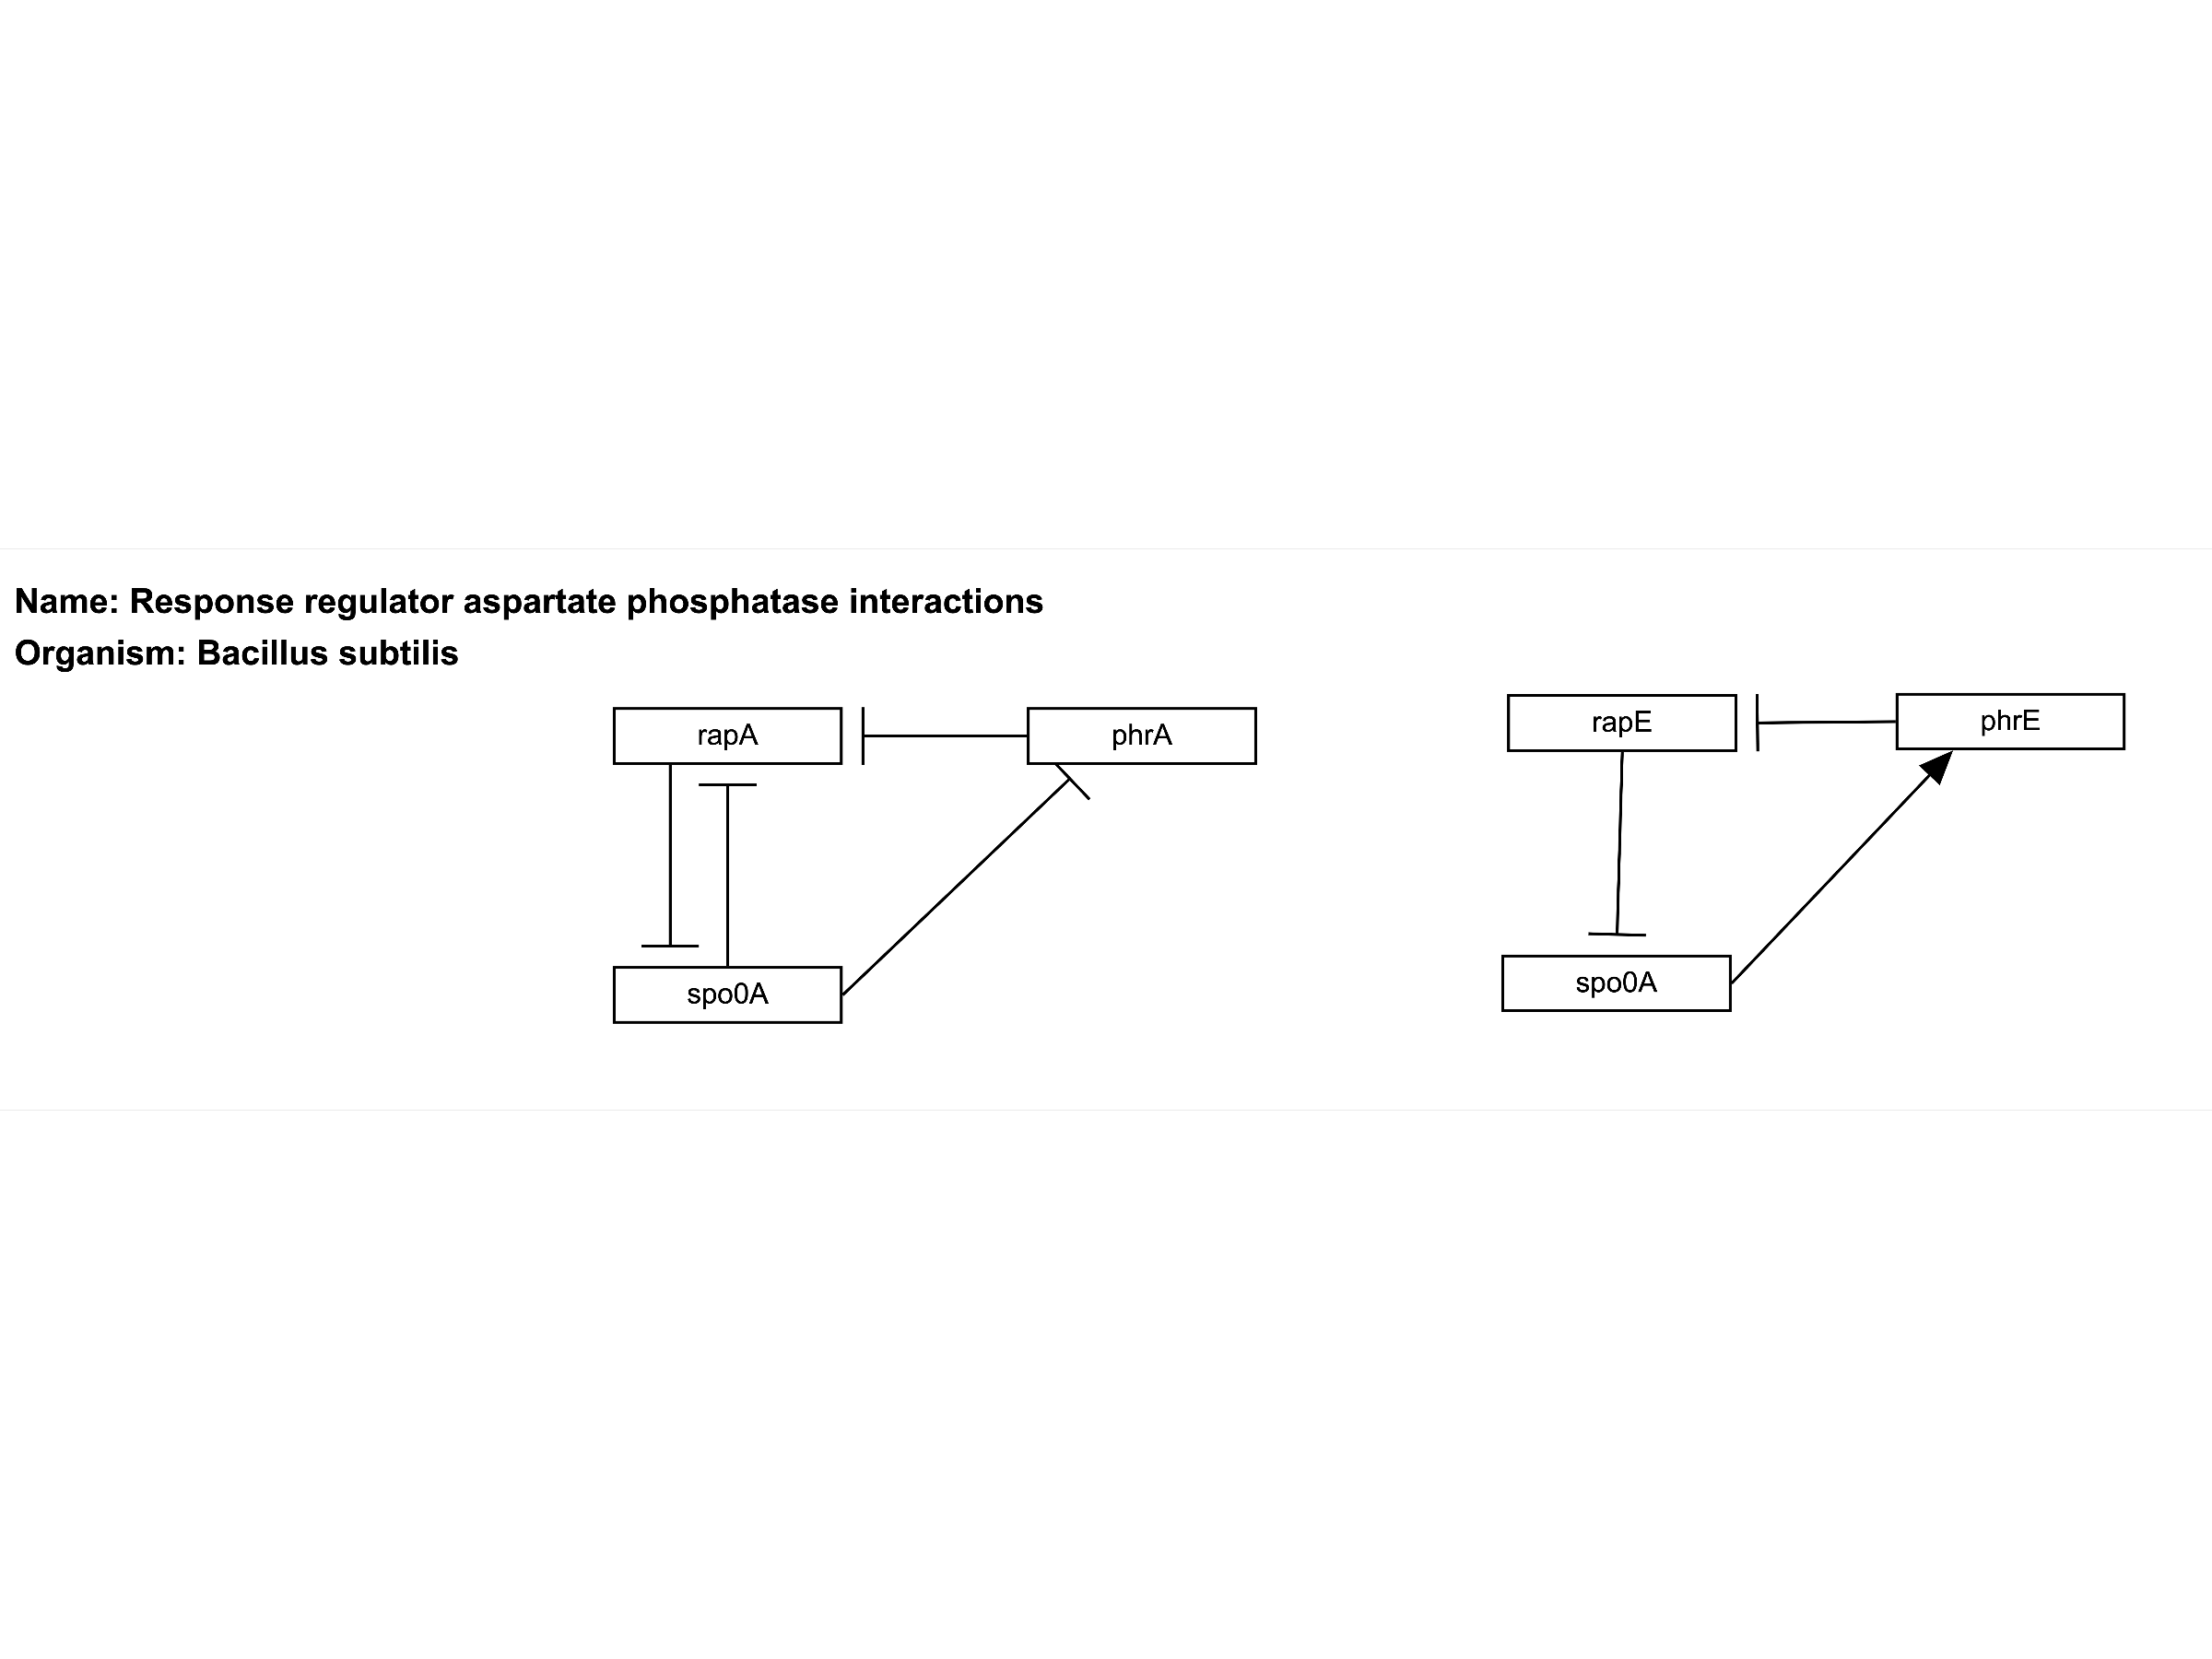 Name: Response regulator aspartate phosphatase interactions
Organism: Bacillus subtilis
rapA
phrA
rapE
phrE
spo0A
spo0A